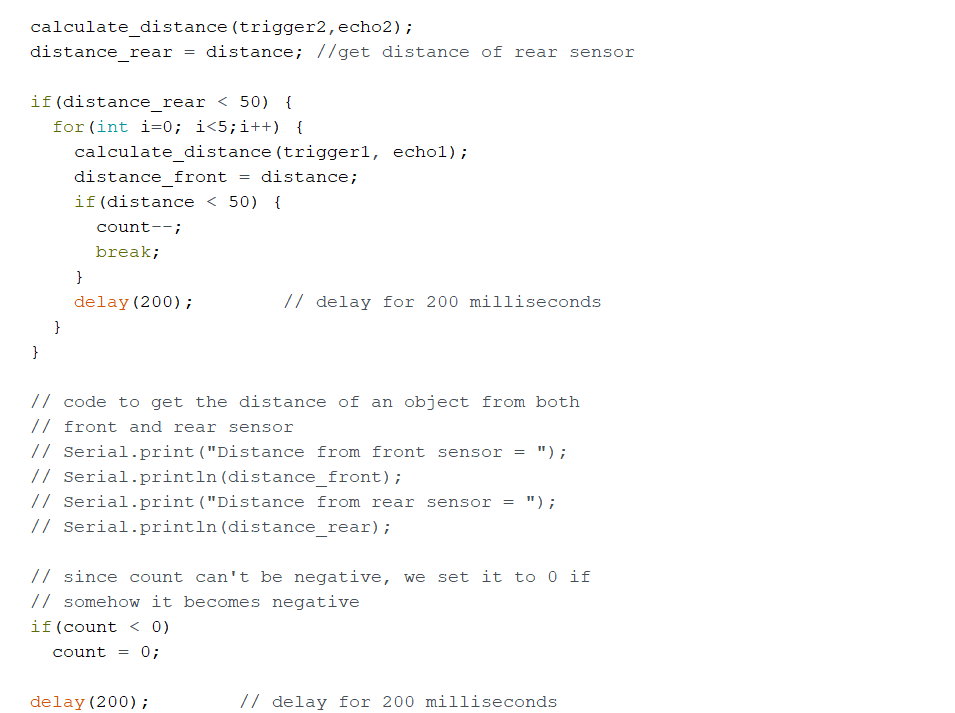 calculate_distance(trigger2,echo2);
distance_rear = distance; //get distance of rear sensor

if(distance_rear < 50) {
  for(int i=0; i<5;i++) {
    calculate_distance(trigger1, echo1);
    distance_front = distance;
    if(distance < 50) {
      count--;
      break;
    }
    delay(200);        // delay for 200 milliseconds
  }
}

// code to get the distance of an object from both
// front and rear sensor
// Serial.print("Distance from front sensor = ");
// Serial.println(distance_front);
// Serial.print("Distance from rear sensor = ");
// Serial.println(distance_rear);

// since count can't be negative, we set it to 0 if
// somehow it becomes negative
if(count < 0)
  count = 0;

delay(200);        // delay for 200 milliseconds